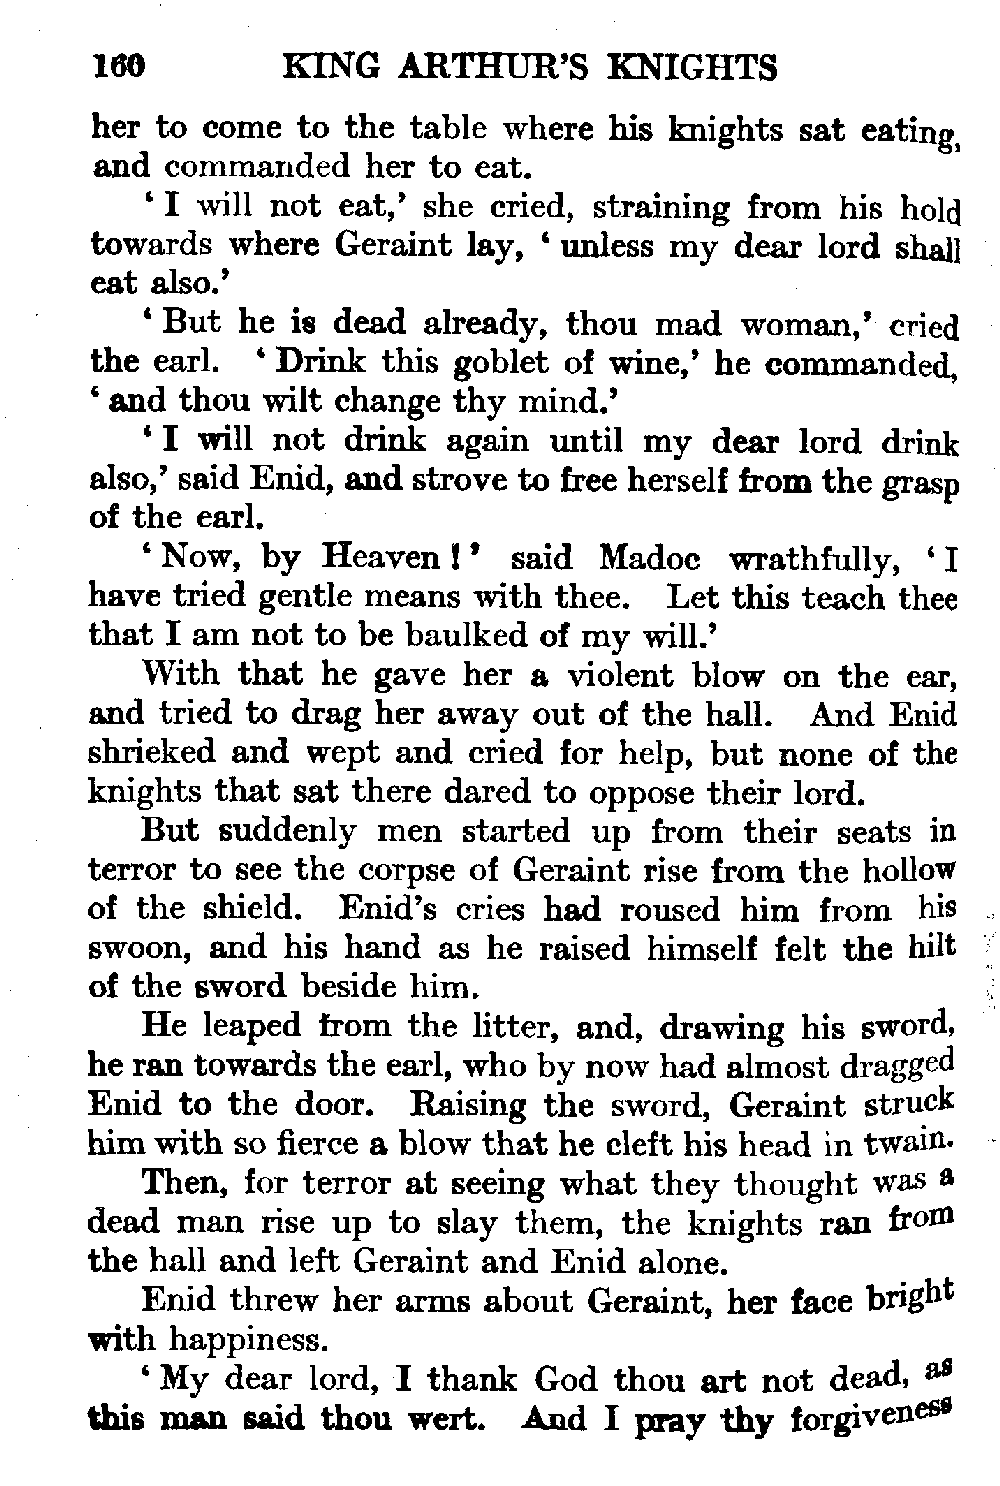 160 KING ARTHUR'S KNIGHTS
her to come to the table where his knights sat eating,
and commanded her to eat.
‘ I will not eat,’ she cried, straining from his hold
towards where Geraint lay, ‘ unless my dear lord shall
eat also.’
‘ But he is dead already, thou mad woman,’ cried
the earl. ‘ Drink this goblet of wine,’ he commanded,
‘ and thou wilt change thy mind.’
‘ I will not drink again until my dear lord drink
also,’ said Enid, and strove to free herself from the grasp
of the earl.
‘ Now, by Heaven ! ’ said Madoc wrathfully, ‘ I
have tried gentle means with thee. Let this teach thee
that I am not to be baulked of my will.’
With that he gave her a violent blow on the ear,
and tried to drag her away out of the hall. And Enid
shrieked and wept and cried for help, but none of the
knights that sat there dared to oppose their lord.
But suddenly men started up from their seats in
terror to see the corpse of Geraint rise from the hollow
of the shield. Enid's cries had roused him from his
swoon, and his hand as he raised himself felt the hilt
of the sword beside him.
He leaped from the litter, and, drawing his sword,
he ran towards the earl, who by now had almost dragged
Enid to the door. Raising the sword, Geraint struck
him with so fierce a blow that he cleft his head in twain.
Then, for terror at seeing what they thought was a
dead man rise up to slay them, the knights ran from
the hall and left Geraint and Enid alone.
Enid threw her arms about Geraint, her face bright
with happiness.
‘ My dear lord, I thank God thou art not dead, as
this man said thou wert. And I pray thy forgiveness